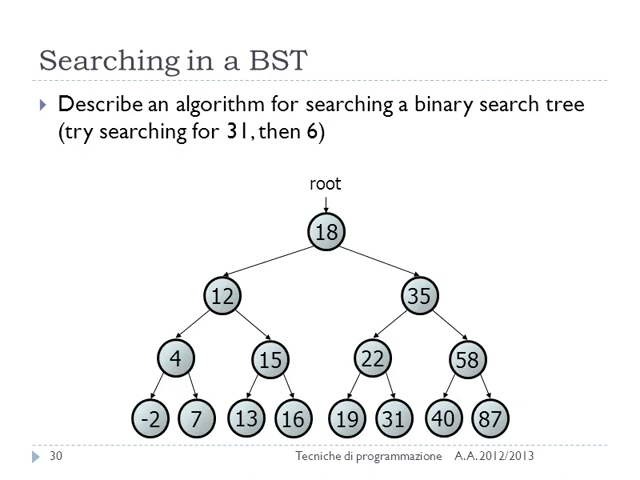 Searching in a BST
Describe an algorithm for searching a binary search tree
(try searching for 31, then 6)
root
18
12 35
4 15 22 58
-2 7 13 16 19 31 40 87
30 Tecniche di programmazione A.A. 2012/2013